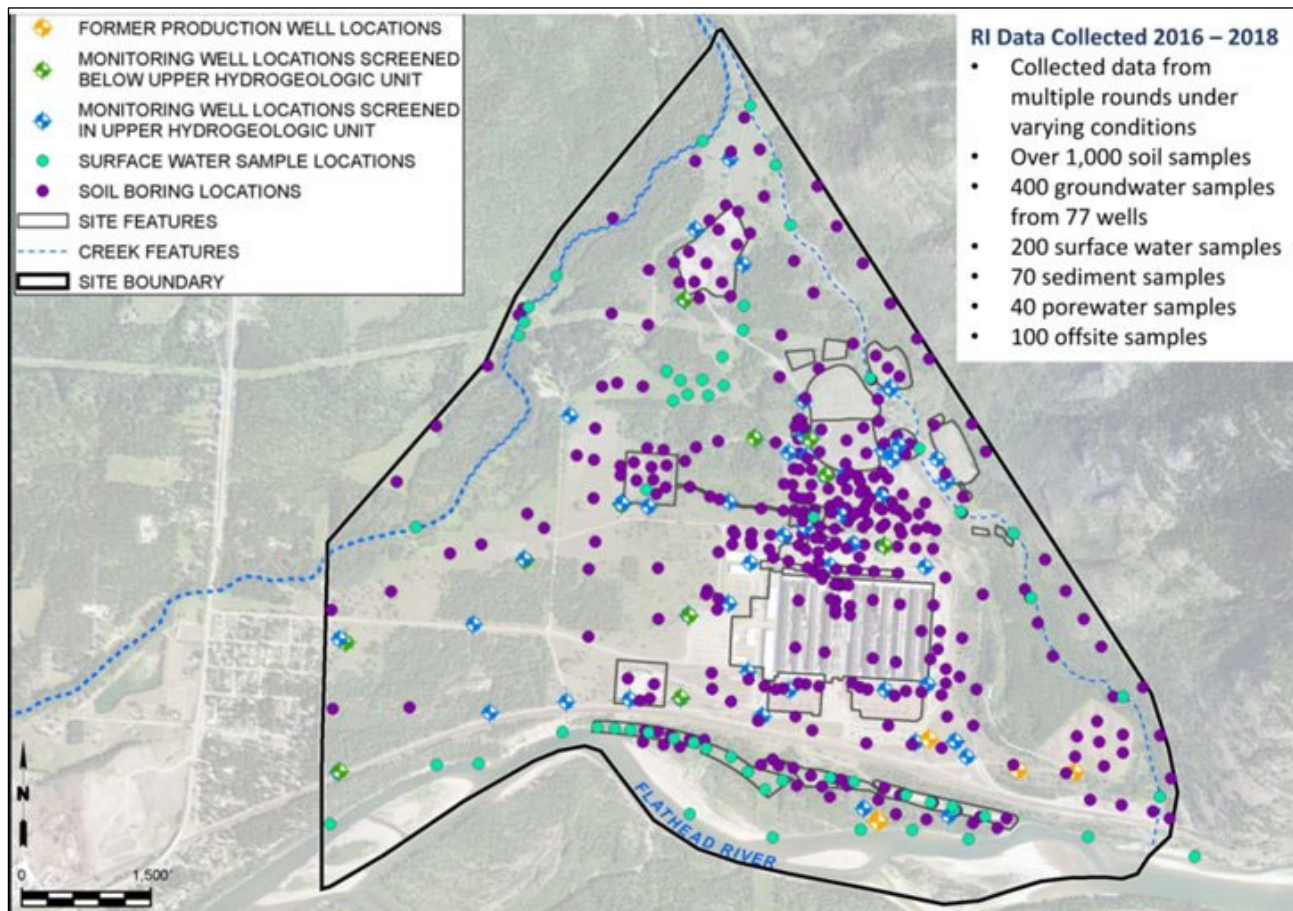 FORMER PRODUCTION WELL LOCATIONS
MONITORING WELL LOCATIONS SCREENED
BELOW UPPER HYDROGEOLOGIC UNIT
MONITORING WELL LOCATIONS SCREENED
IN UPPER HYDROGEOLOGIC UNIT
SURFACE WATER SAMPLE LOCATIONS
SOIL BORING LOCATIONS
SITE FEATURES
CREEK FEATURES
SITE BOUNDARY
RI Data Collected 2016 – 2018
• Collected data from
multiple rounds under
varying conditions
• Over 1,000 soil samples
• 400 groundwater samples
from 77 wells
• 200 surface water samples
• 70 sediment samples
• 40 porewater samples
• 100 offsite samples
FLATHEAD RIVER
N
0 1,500'